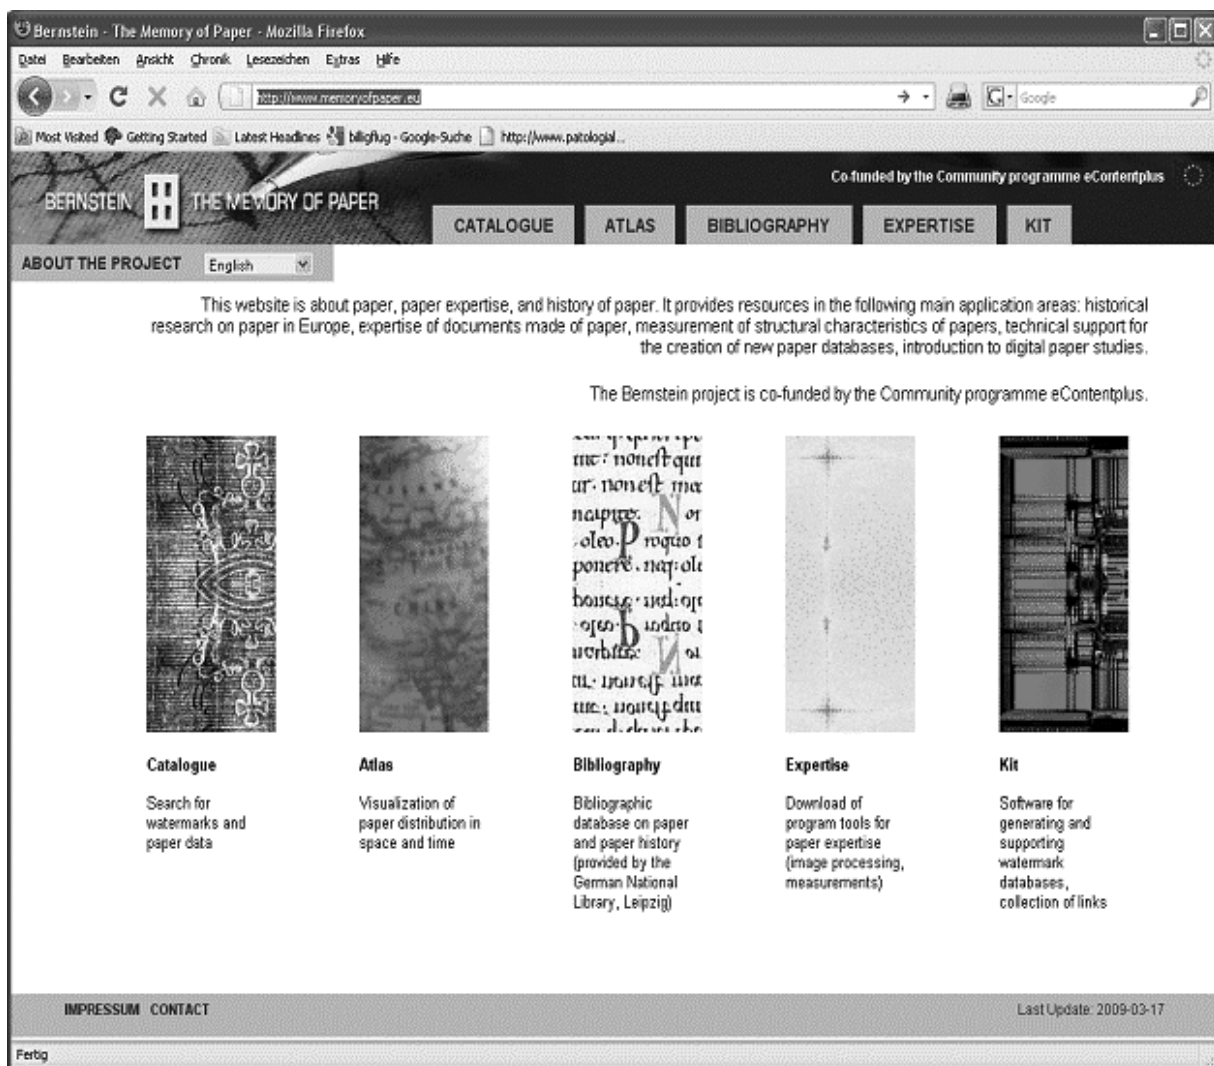 Bernstein - The Memory of Paper - Mozilla Firefox
Datei Bearbeiten Ansicht Chronik Lesezeichen Extras Hilfe
http://www.memoryofpaper.eu
Google
Most Visited Getting Started Latest Headlines billigflug - Google-Suche http://www.patologial...
Co-funded by the Community programme eContentplus
BERNSTEIN THE MEMORY OF PAPER
CATALOGUE ATLAS BIBLIOGRAPHY EXPERTISE KIT
ABOUT THE PROJECT English
This website is about paper, paper expertise, and history of paper. It provides resources in the following main application areas: historical
research on paper in Europe, expertise of documents made of paper, measurement of structural characteristics of papers, technical support for
the creation of new paper databases, introduction to digital paper studies.
The Bernstein project is co-funded by the Community programme eContentplus.
Catalogue
Search for
watermarks and
paper data
Atlas
Visualization of
paper distribution in
space and time
Bibliography
Bibliographic
database on paper
and paper history
(provided by the
German National
Library, Leipzig)
Expertise
Download of
program tools for
paper expertise
(image processing,
measurements)
Kit
Software for
generating and
supporting
watermark
databases,
collection of links
IMPRESSUM CONTACT
Last Update: 2009-03-17
Fertig